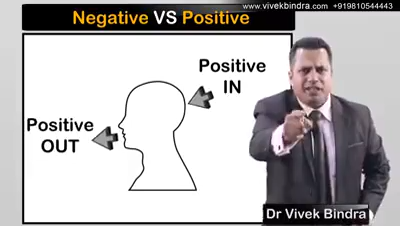 www.vivekbindra.com +919810544443
Negative VS Positive
Positive
IN
Positive
OUT
Dr Vivek Bindra